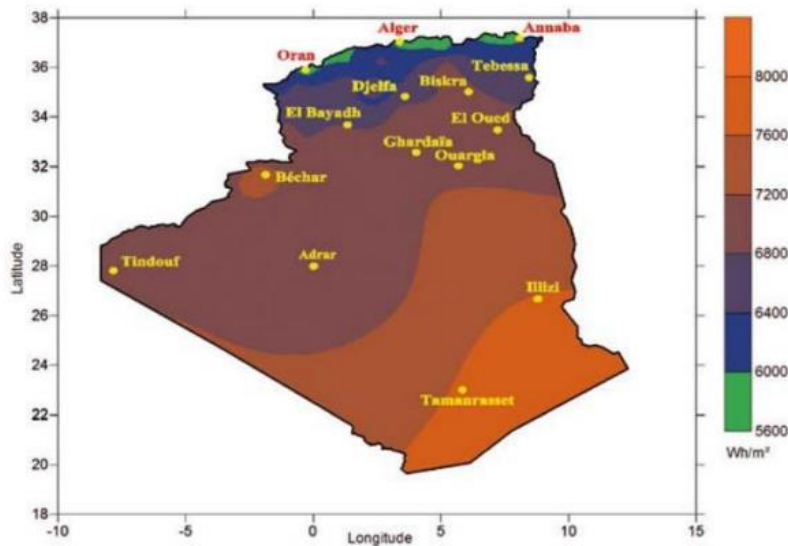 38
36
34
32
30
28
26
24
22
20
18
Latitude
-10
-5
0
5
10
15
Longitude
Alger
Annaba
Oran
Tebessa
Biskra
Djelfa
El Bayadh
El Oued
Ghardaïa
Ouargla
Béchar
Tindouf
Adrar
Illizi
Tamanrasset
8000
7600
7200
6800
6400
6000
5600
Wh/m²